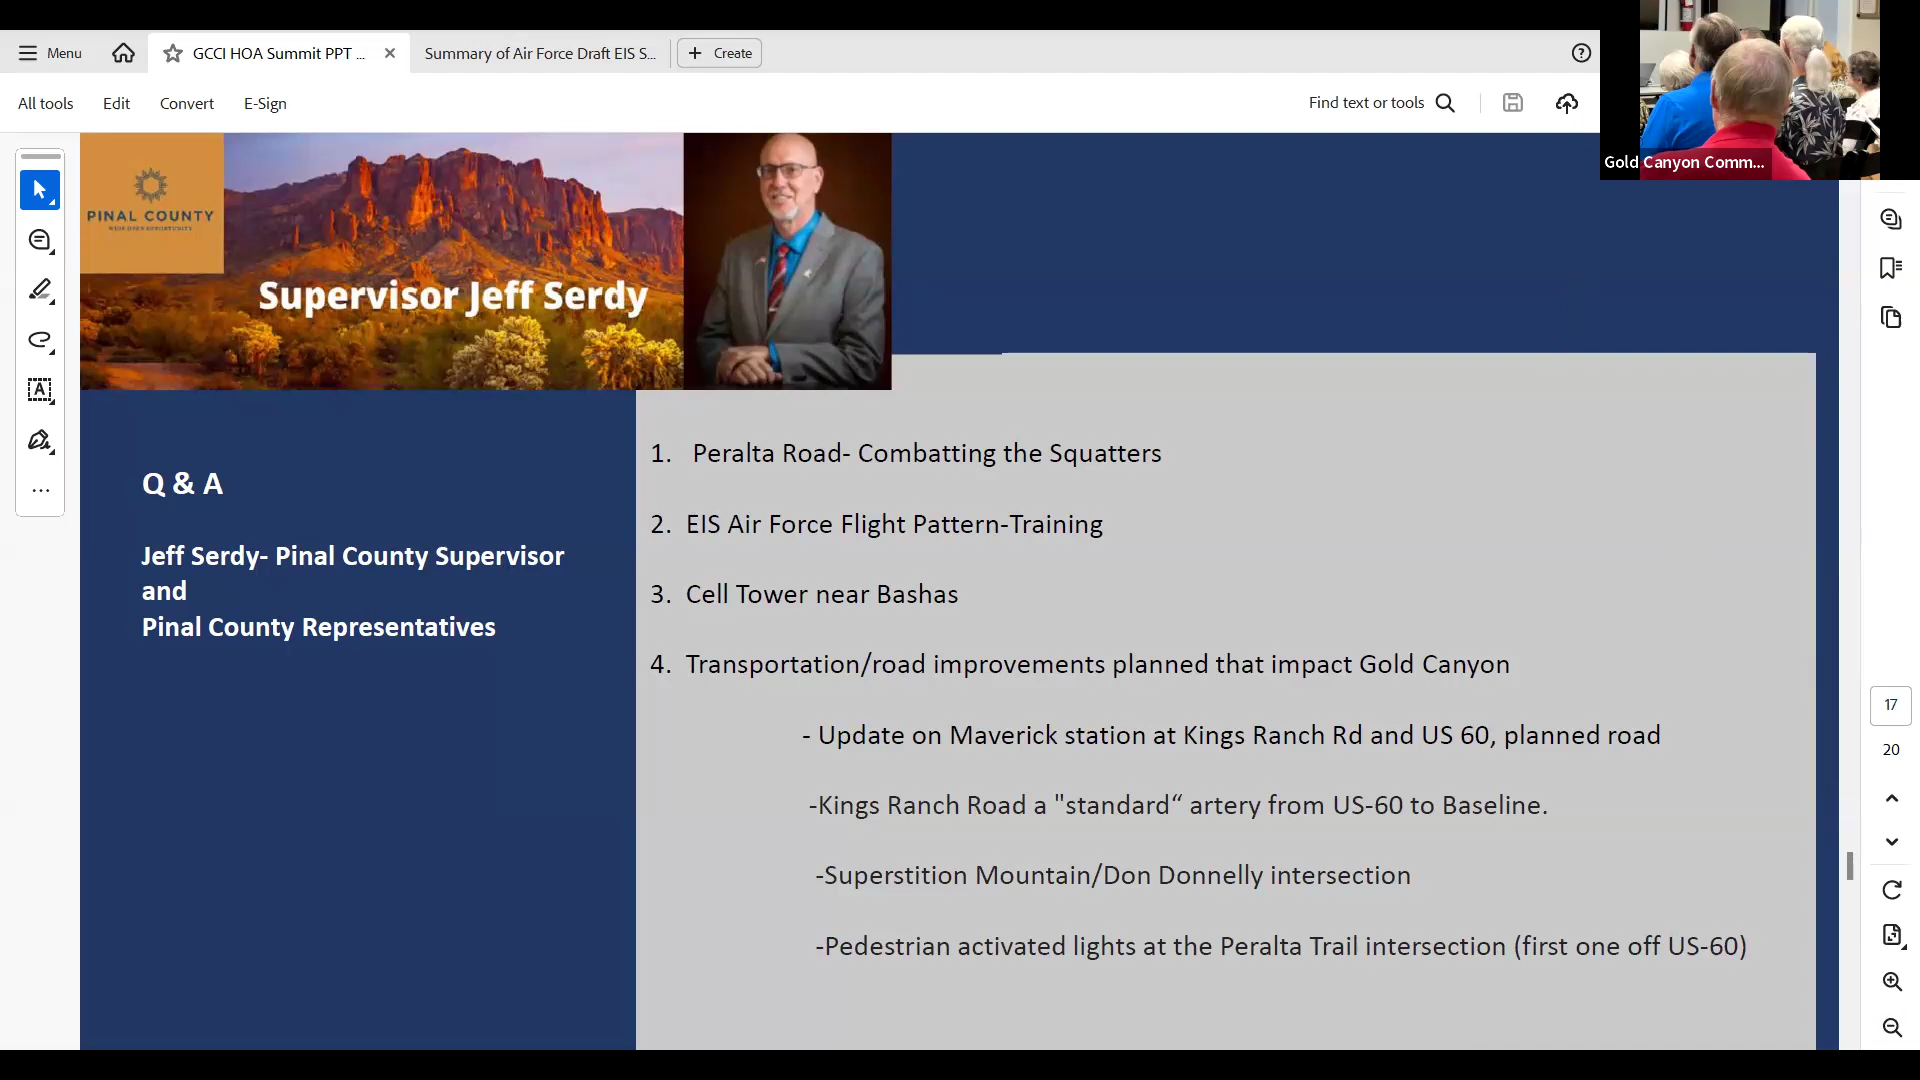 Menu
GCCI HOA Summit PPT ...
Summary of Air Force Draft EIS S...
Create
All tools
Edit
Convert
E-Sign
Find text or tools
Gold Canyon Comm...
PINAL COUNTY
WIDE OPEN OPPORTUNITY
Supervisor Jeff Serdy
Q & A
Jeff Serdy- Pinal County Supervisor
and
Pinal County Representatives
1. Peralta Road- Combatting the Squatters
2. EIS Air Force Flight Pattern-Training
3. Cell Tower near Bashas
4. Transportation/road improvements planned that impact Gold Canyon
- Update on Maverick station at Kings Ranch Rd and US 60, planned road
-Kings Ranch Road a "standard“ artery from US-60 to Baseline.
-Superstition Mountain/Don Donnelly intersection
-Pedestrian activated lights at the Peralta Trail intersection (first one off US-60)
17
20